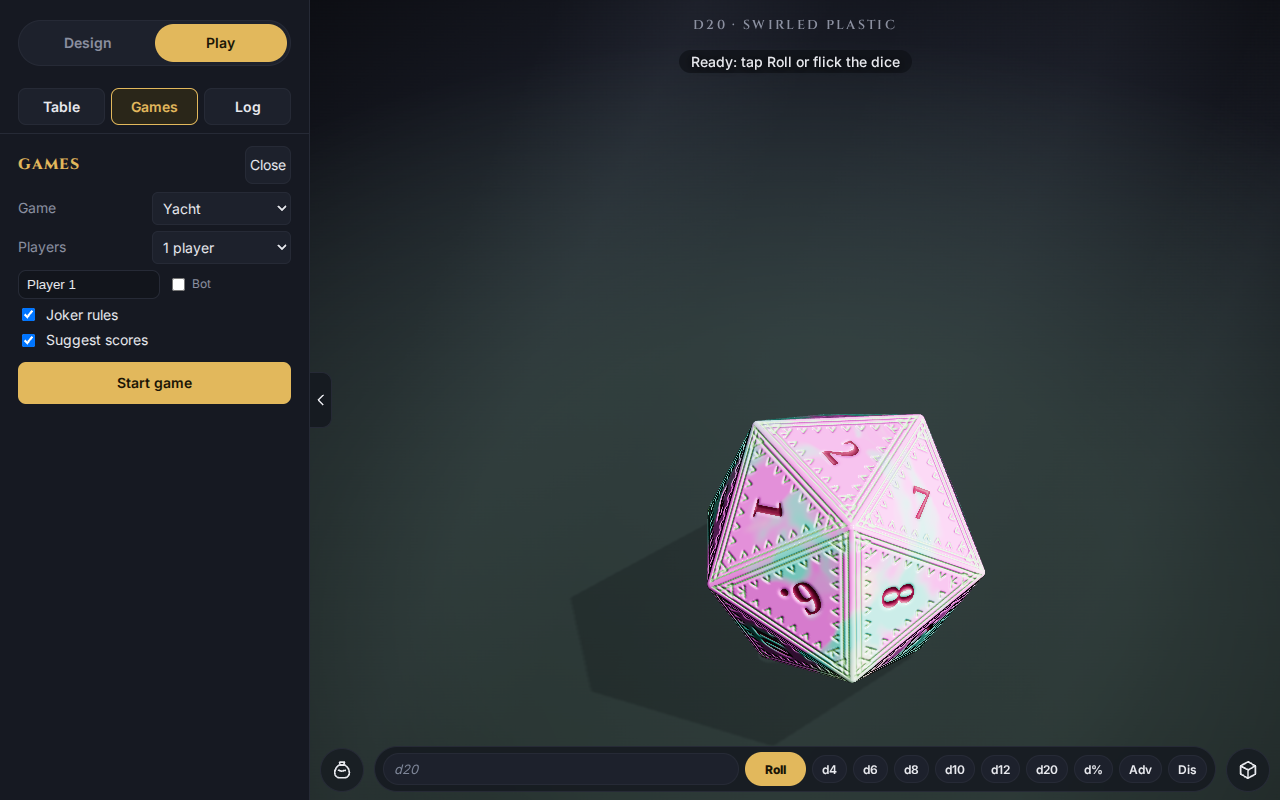 Design Play
D20 · SWIRLED PLASTIC
Ready: tap Roll or flick the dice
Table Games Log
GAMES Close
Game Yacht
Players 1 player
Player 1 Bot
Joker rules
Suggest scores
Start game
2
1 7
6. 8
d20 Roll d4 d6 d8 d10 d12 d20 d% Adv Dis